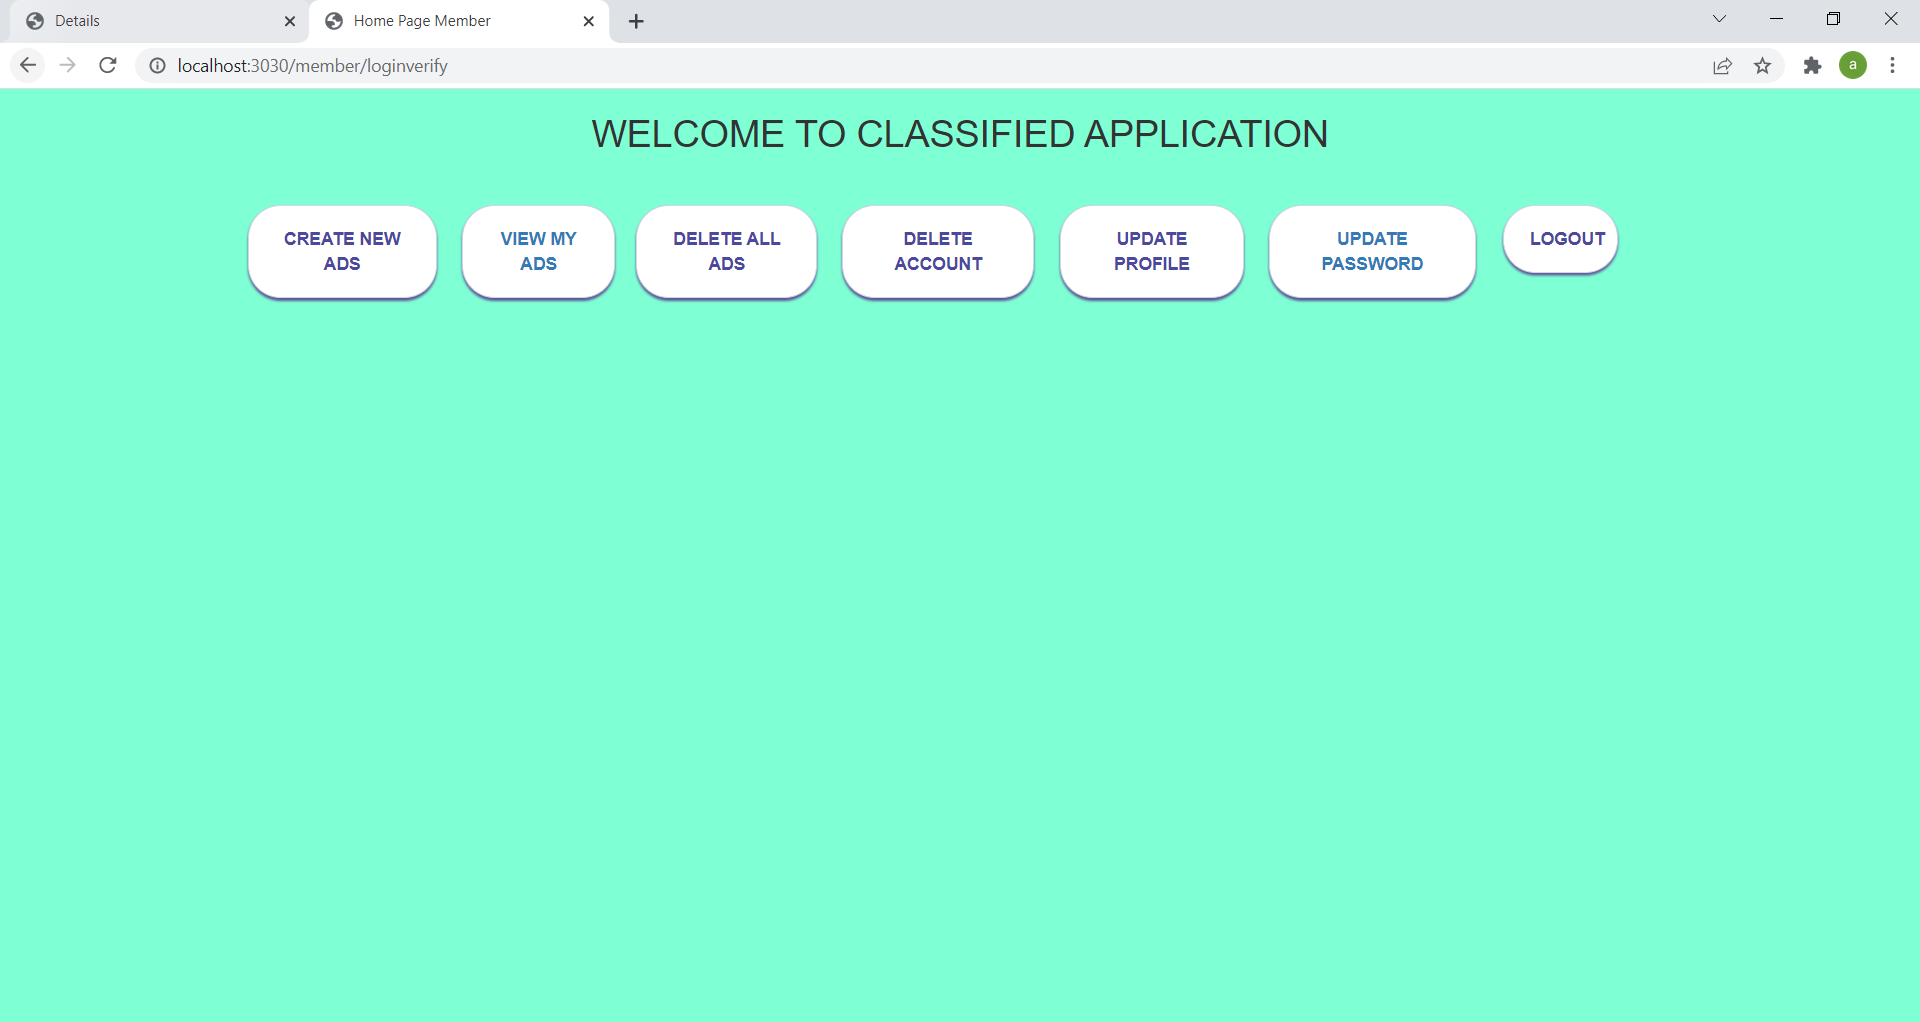 Details
Home Page Member
localhost:3030/member/loginverify
a
WELCOME TO CLASSIFIED APPLICATION
CREATE NEW
ADS
VIEW MY
ADS
DELETE ALL
ADS
DELETE
ACCOUNT
UPDATE
PROFILE
UPDATE
PASSWORD
LOGOUT